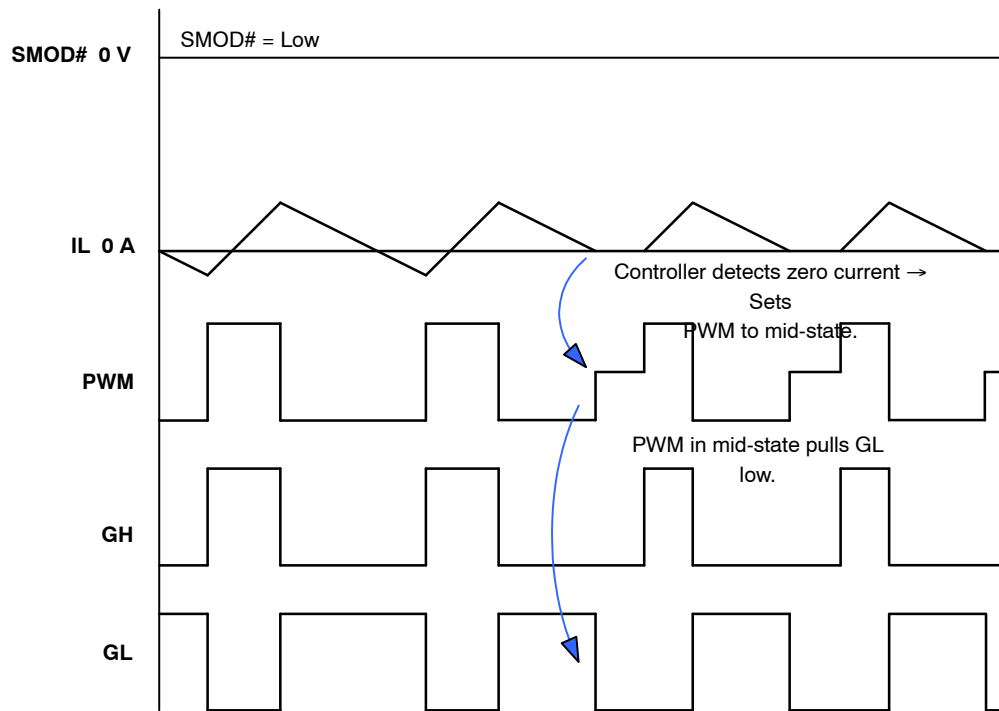 SMOD# = Low
SMOD# 0 V
IL 0 A
Controller detects zero current →
Sets
PWM to mid-state.
PWM
PWM in mid-state pulls GL
low.
GH
GL